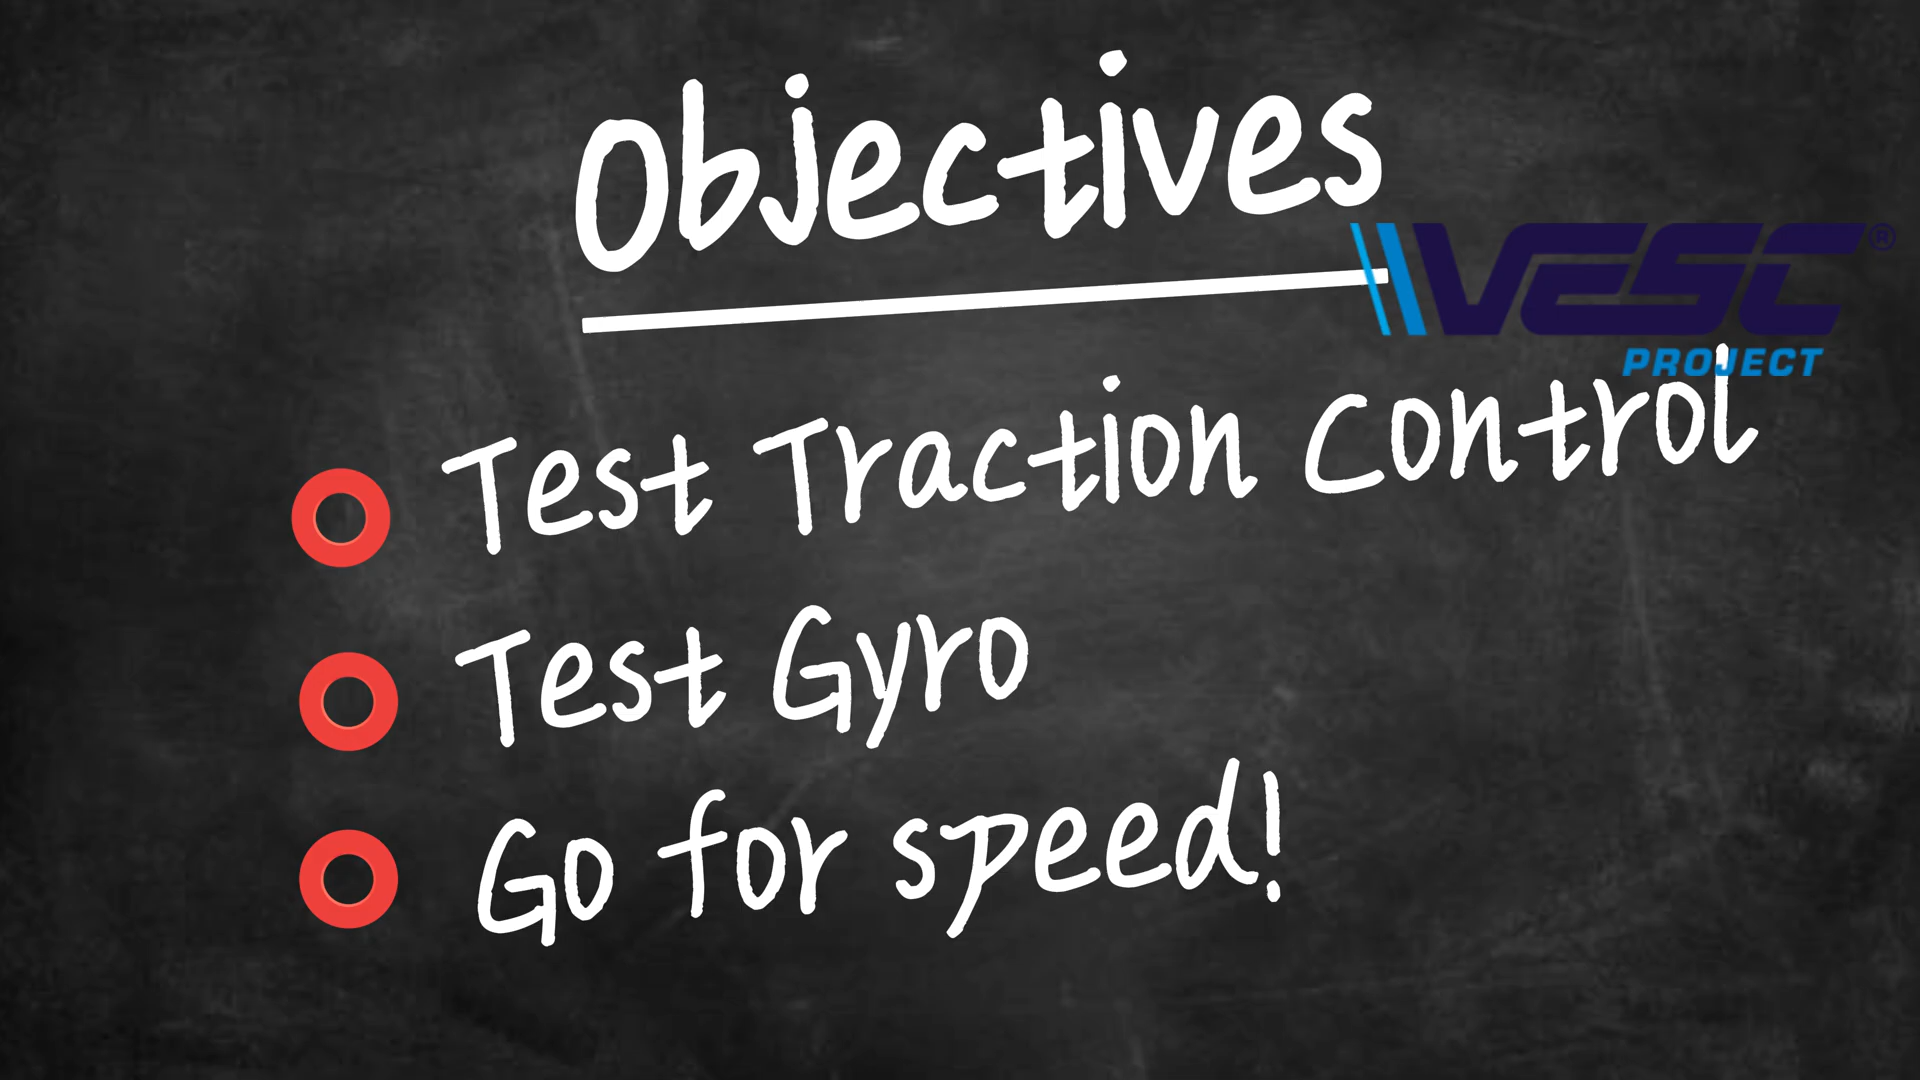 Objectives
VESC®
PROJECT
Test Traction Control
Test Gyro
Go for speed!